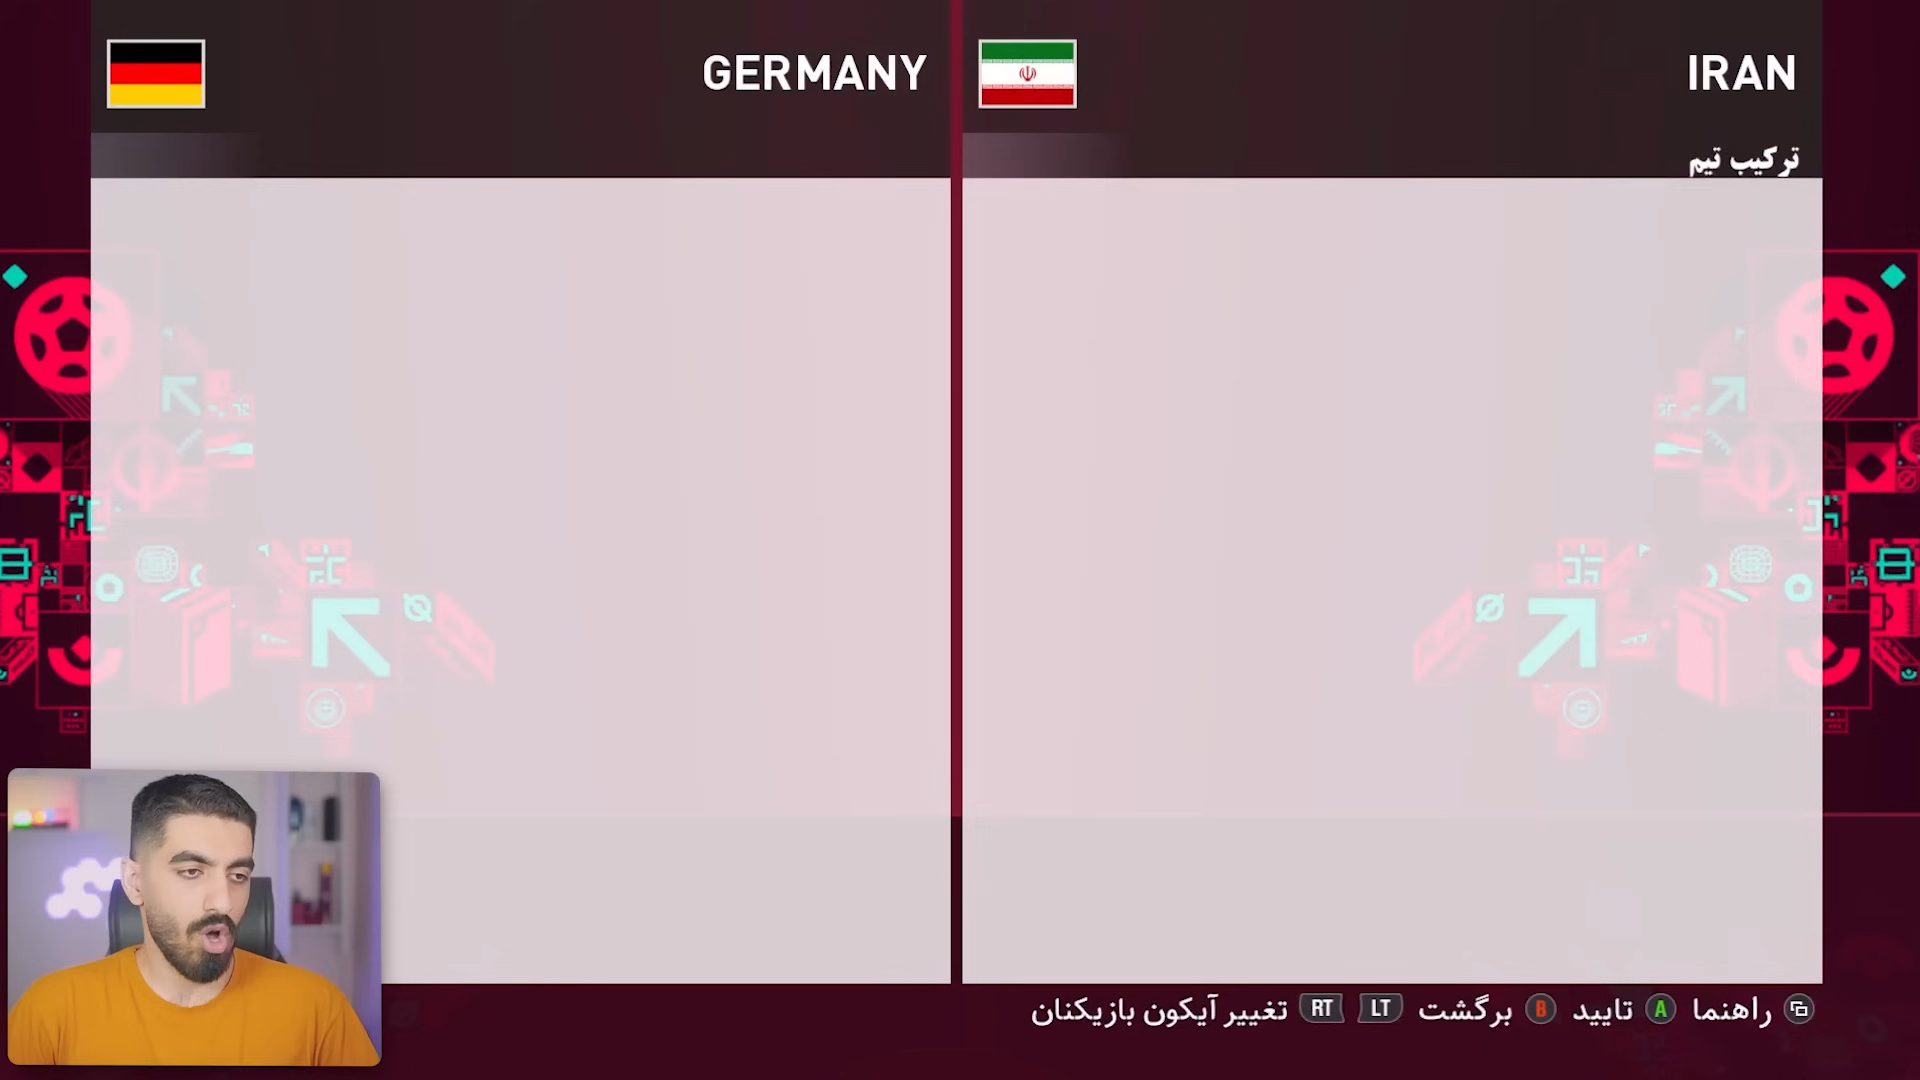 GERMANY
IRAN
ترکیب تیم
راهنما A تایید B برگشت LT RT تغییر آیکون بازیکنان